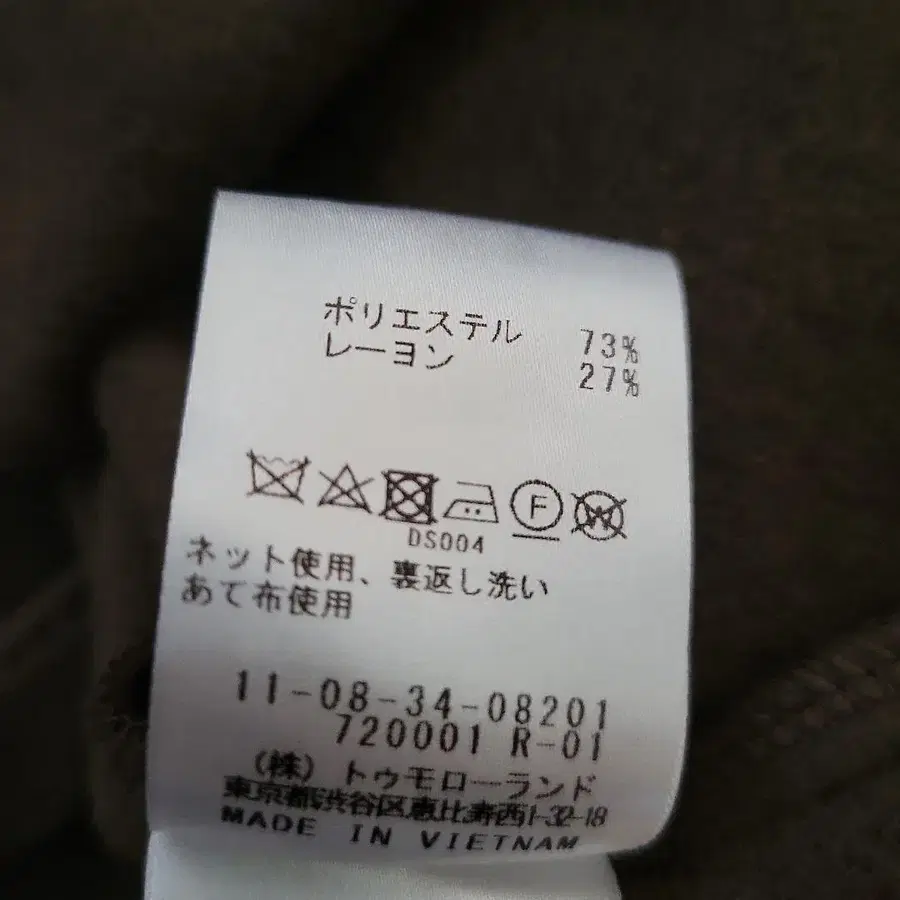 ポリエステル 73%
レーヨン 27%
F W
DS004
ネット使用、裏返し洗い
あて布使用
11-08-34-08201
720001 R-01
(株) トゥモローランド
東京都渋谷区恵比寿西1-32-18
MADE IN VIETNAM